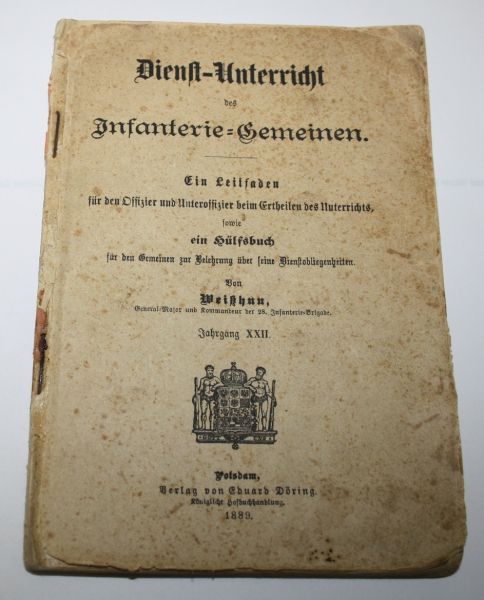 Dienst-Unterricht
des
Infanterie-Gemeinen.
Ein Leitfaden
für den Offizier und Unteroffizier beim Ertheilen des Unterrichts,
sowie
ein Hülfsbuch
für den Gemeinen zur Belehrung über seine Dienstobliegenheiten.
Von
Weißhun,
General-Major und Kommandeur der 28. Infanterie-Brigade.
Jahrgang XXII.
Potsdam,
Verlag von Eduard Döring.
Königliche Hofbuchhandlung.
1889.